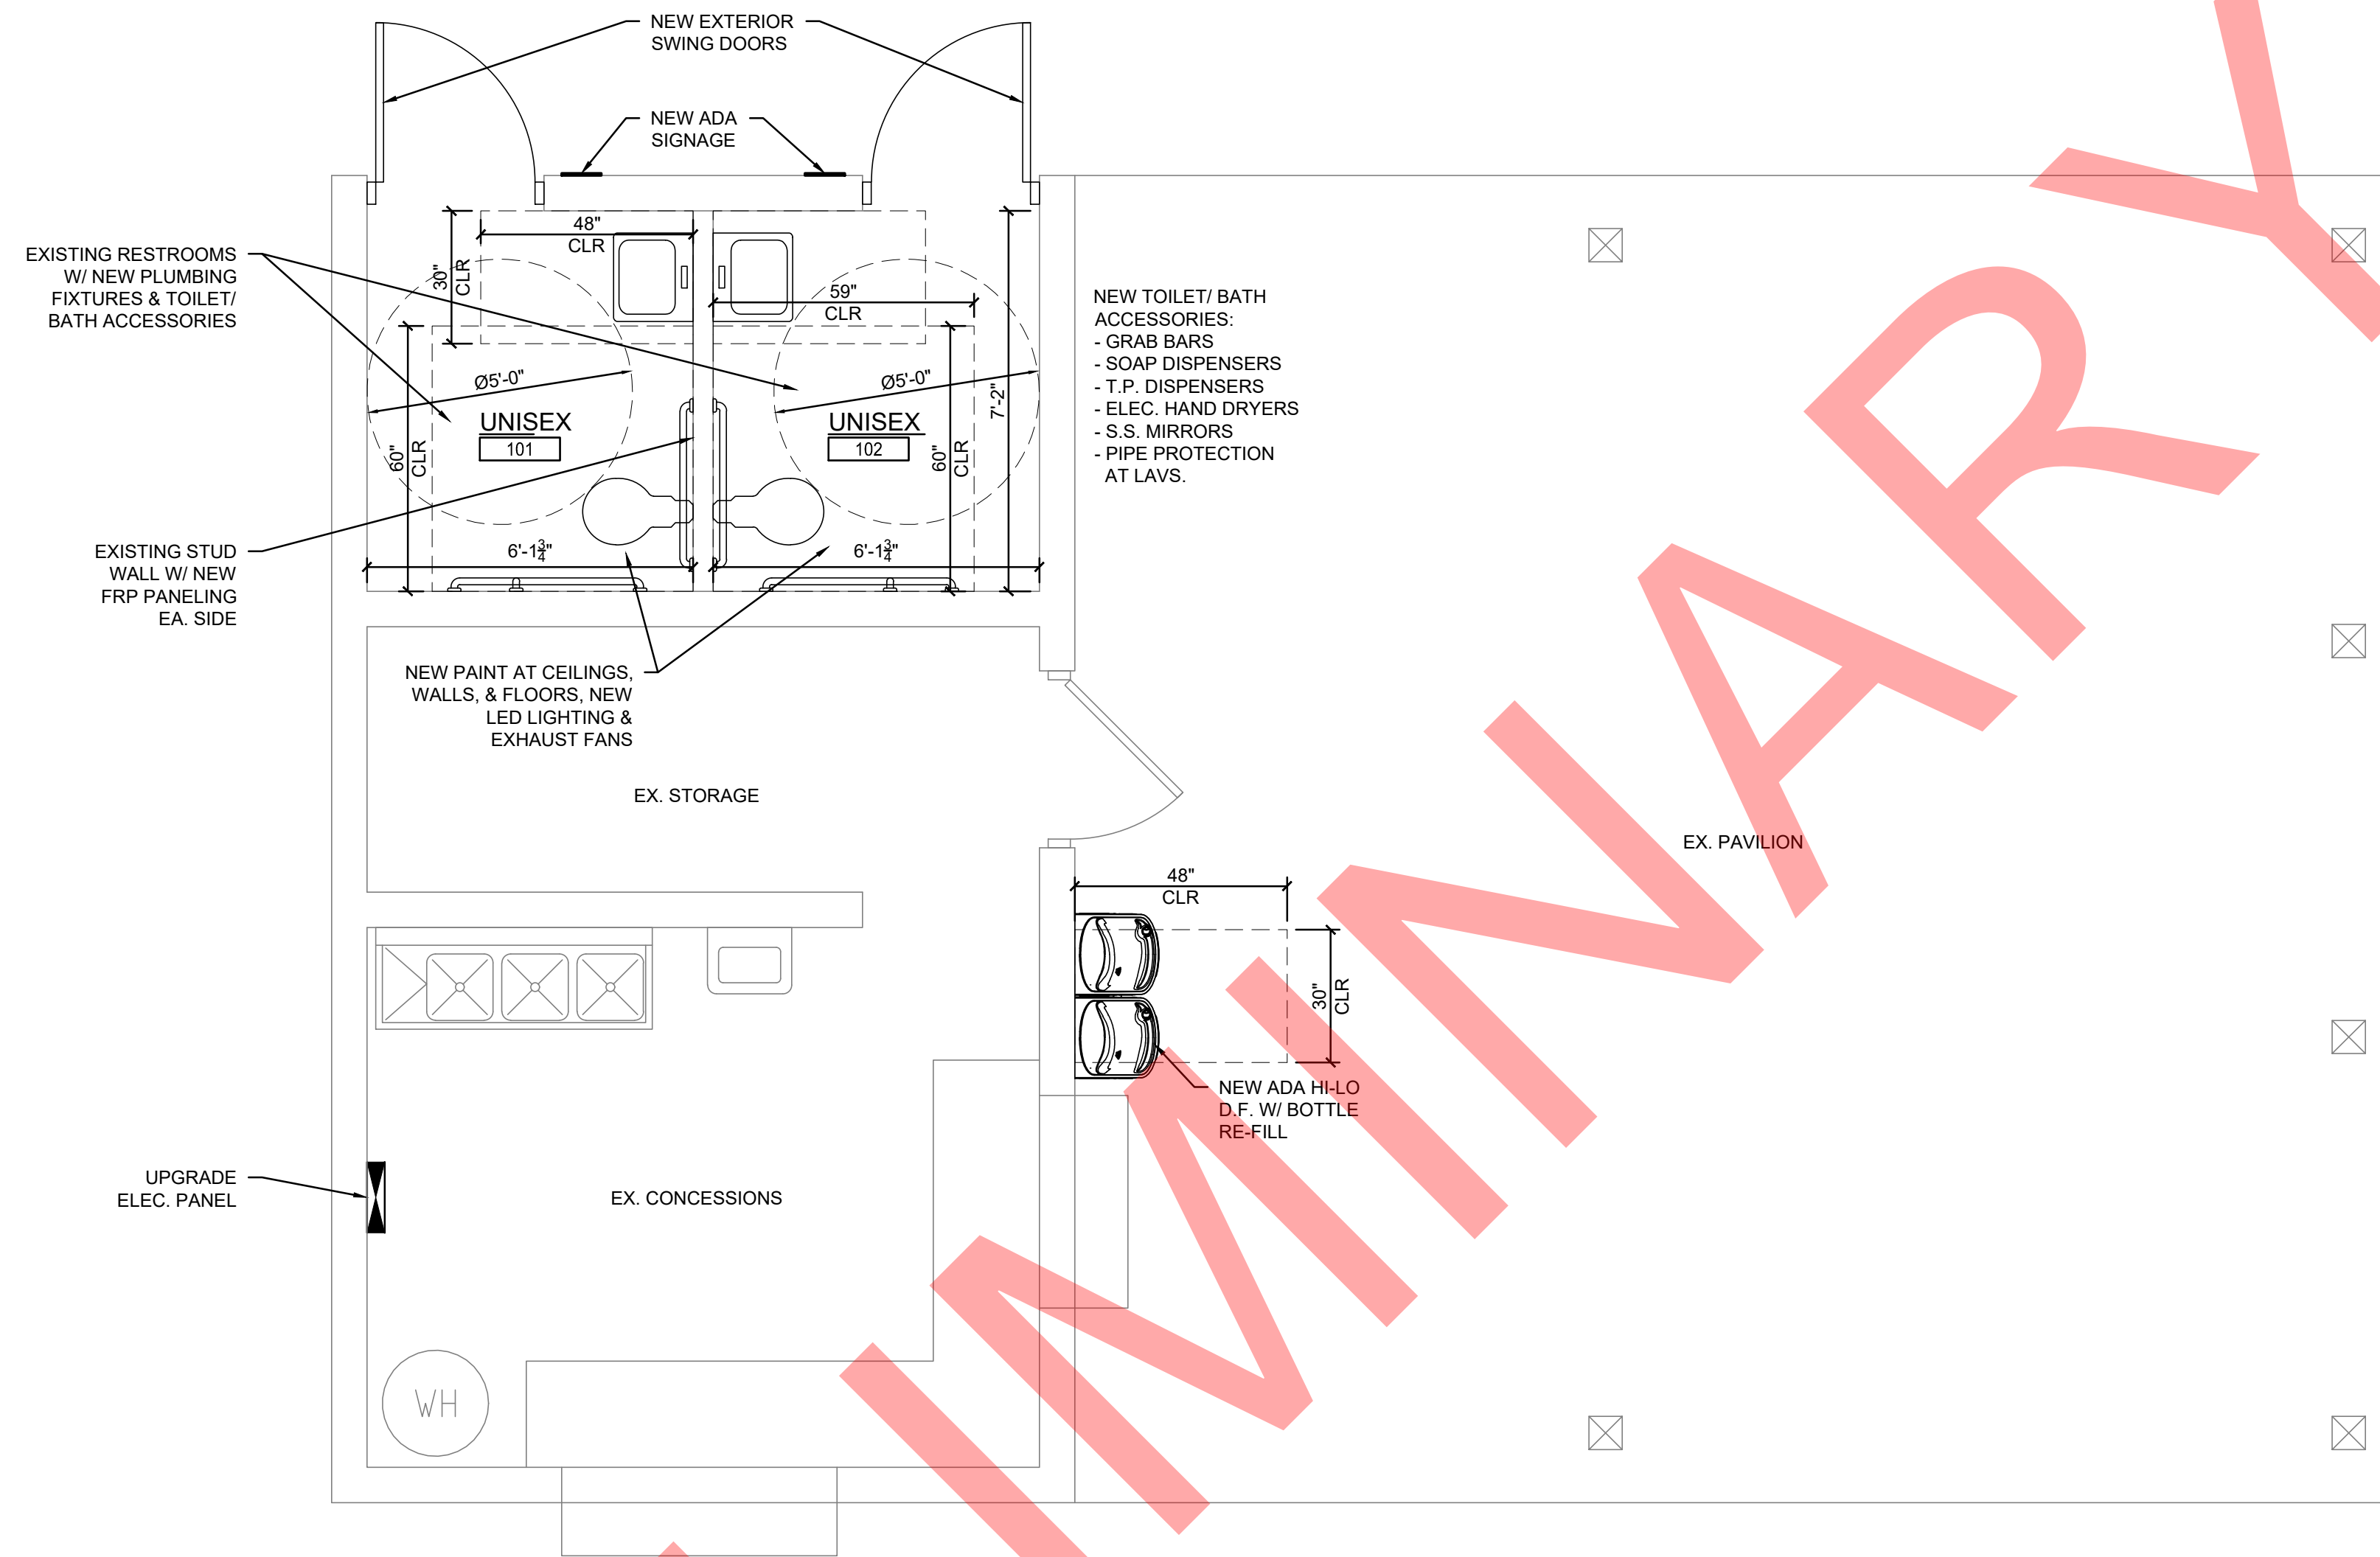 NEW EXTERIOR
SWING DOORS
NEW ADA
SIGNAGE
EXISTING RESTROOMS
W/ NEW PLUMBING
FIXTURES & TOILET/
BATH ACCESSORIES
48"
CLR
30"
CLR
59"
CLR
Ø5'-0"
Ø5'-0"
7'-2"
UNISEX
101
UNISEX
102
60"
CLR
60"
CLR
6'-1 3/4"
6'-1 3/4"
NEW TOILET/ BATH
ACCESSORIES:
- GRAB BARS
- SOAP DISPENSERS
- T.P. DISPENSERS
- ELEC. HAND DRYERS
- S.S. MIRRORS
- PIPE PROTECTION
AT LAVS.
EXISTING STUD
WALL W/ NEW
FRP PANELING
EA. SIDE
NEW PAINT AT CEILINGS,
WALLS, & FLOORS, NEW
LED LIGHTING &
EXHAUST FANS
EX. STORAGE
EX. PAVILION
48"
CLR
30"
CLR
NEW ADA HI-LO
D.F. W/ BOTTLE
RE-FILL
UPGRADE
ELEC. PANEL
EX. CONCESSIONS
WH
IMINARY